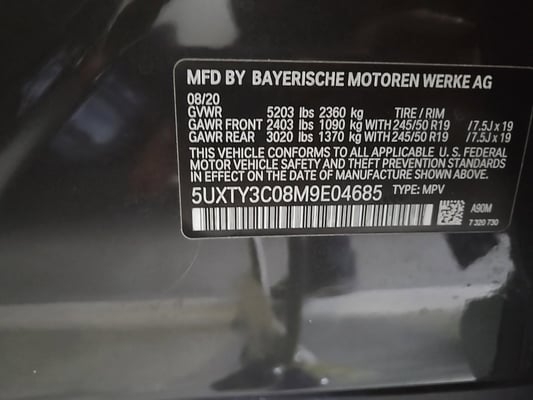 MFD BY BAYERISCHE MOTOREN WERKE AG
08/20
GVWR 5203 lbs 2360 kg TIRE / RIM
GAWR FRONT 2403 lbs 1090 kg WITH 245/50 R19 /7.5J x 19
GAWR REAR 3020 lbs 1370 kg WITH 245/50 R19 /7.5J x 19
THIS VEHICLE CONFORMS TO ALL APPLICABLE U.S. FEDERAL
MOTOR VEHICLE SAFETY AND THEFT PREVENTION STANDARDS
IN EFFECT ON THE DATE OF MANUFACTURE SHOWN ABOVE.
5UXTY3C08M9E04685 TYPE: MPV
A90M
7 320 730